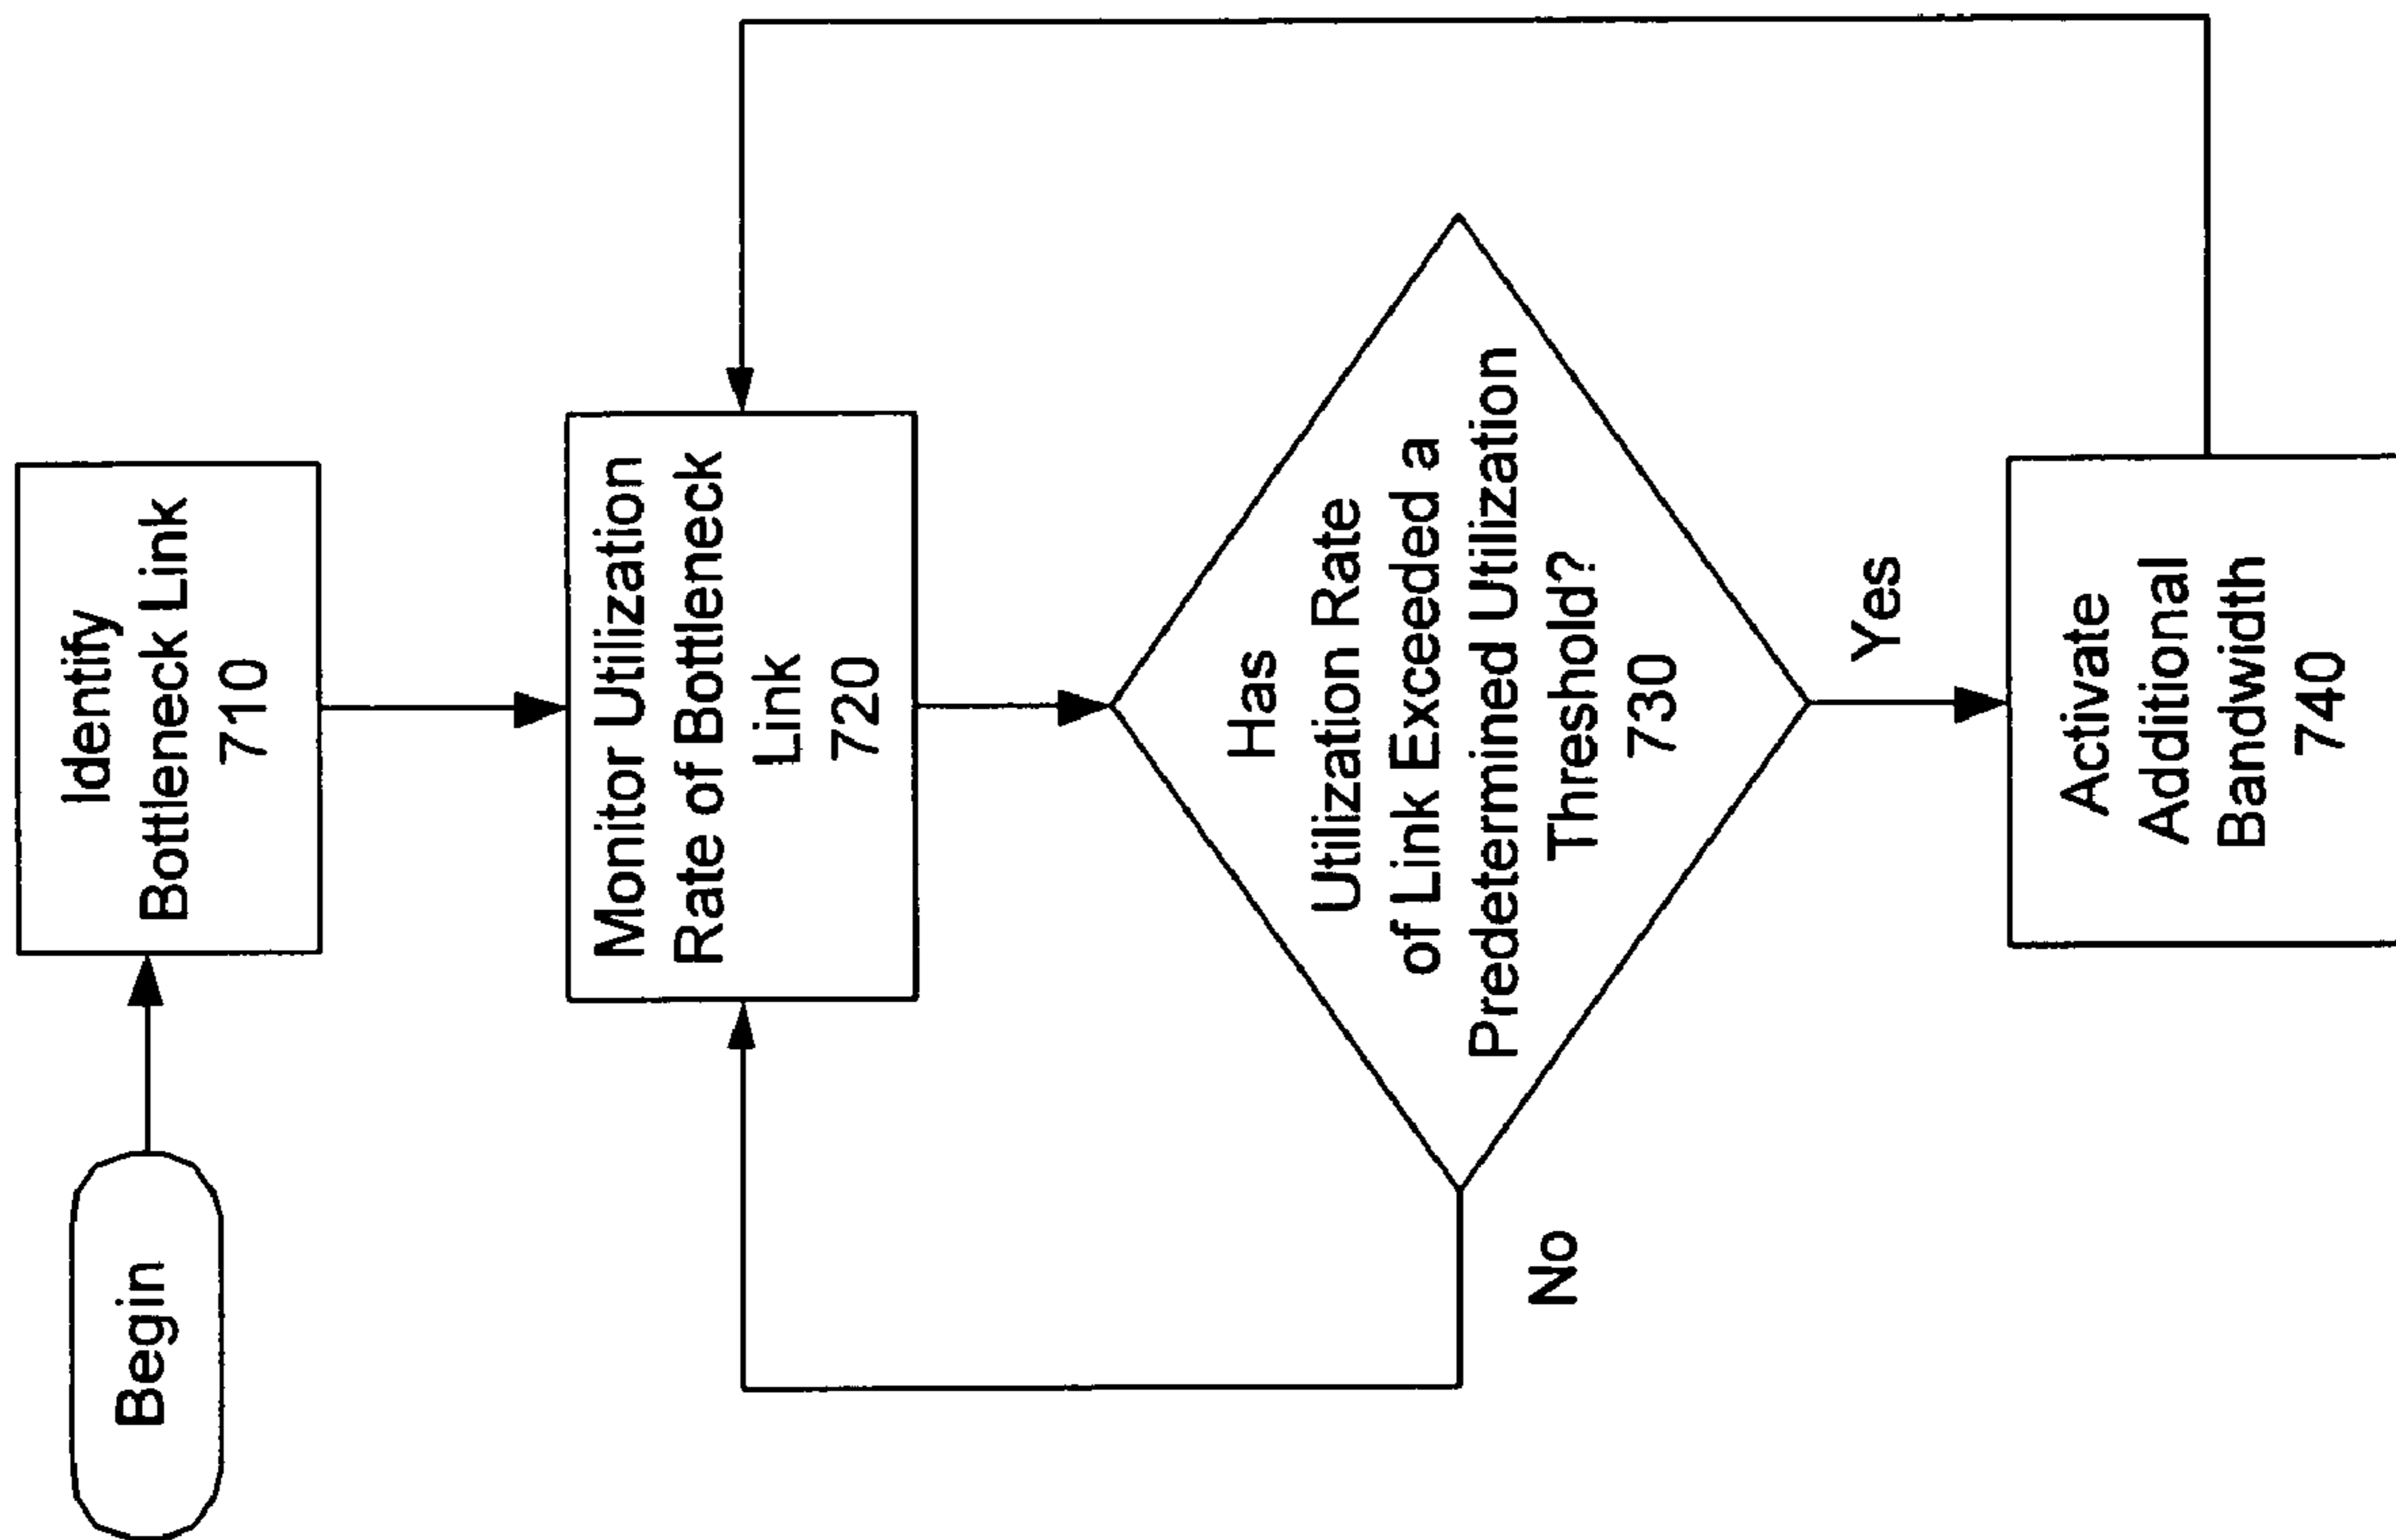 Begin
Identify
Bottleneck Link
710
Monitor Utilization
Rate of Bottleneck
Link
720
Has
Utilization Rate
of Link Exceeded a
Predetermined Utilization
Threshold?
730
No
Yes
Activate
Additional
Bandwidth
740